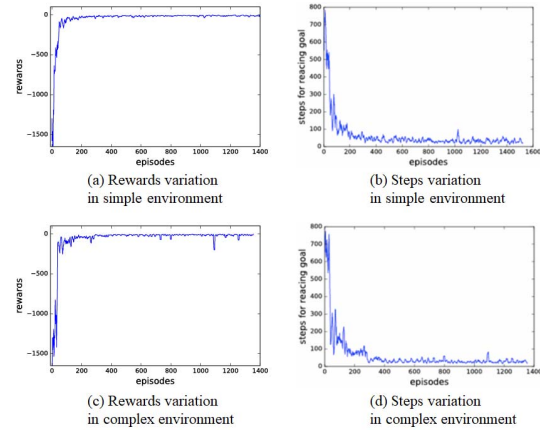 0
−500
−1000
−1500
rewards
0 200 400 600 800 1000 1200 1400
episodes
(a) Rewards variation
in simple environment
800
700
600
500
400
300
200
100
0
steps for reacing goal
0 200 400 600 800 1000 1200 1400 1600
episodes
(b) Steps variation
in simple environment
0
−500
−1000
−1500
rewards
0 200 400 600 800 1000 1200 1400
episodes
(c) Rewards variation
in complex environment
800
700
600
500
400
300
200
100
0
steps for reacing goal
0 200 400 600 800 1000 1200 1400
episodes
(d) Steps variation
in complex environment